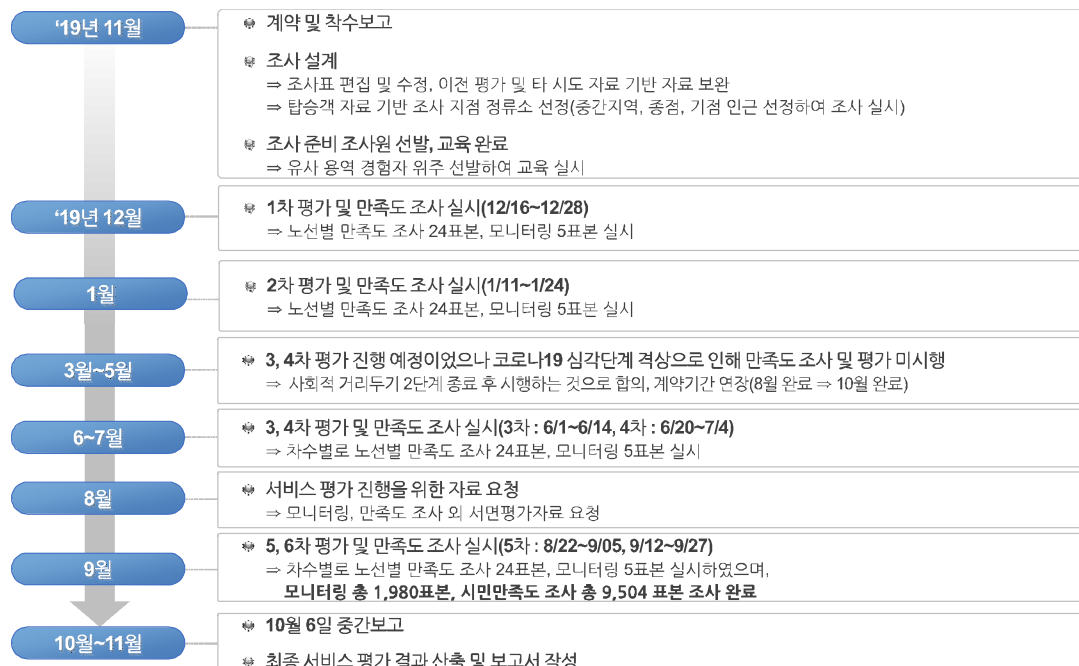 '19년 11월
계약 및 착수보고
조사 설계
⇒ 조사표 편집 및 수정, 이전 평가 및 타 시도 자료 기반 자료 보완
⇒ 탑승객 자료 기반 조사 지점 정류소 선정(중간지역, 종점, 기점 인근 선정하여 조사 실시)
조사 준비 조사원 선발, 교육 완료
⇒ 유사 용역 경험자 위주 선발하여 교육 실시
'19년 12월
1차 평가 및 만족도 조사 실시(12/16~12/28)
⇒ 노선별 만족도 조사 24표본, 모니터링 5표본 실시
1월
2차 평가 및 만족도 조사 실시(1/11~1/24)
⇒ 노선별 만족도 조사 24표본, 모니터링 5표본 실시
3월~5월
3, 4차 평가 진행 예정이었으나 코로나19 심각단계 격상으로 인해 만족도 조사 및 평가 미시행
⇒ 사회적 거리두기 2단계 종료 후 시행하는 것으로 합의, 계약기간 연장(8월 완료 ⇒ 10월 완료)
6~7월
3, 4차 평가 및 만족도 조사 실시(3차 : 6/1~6/14, 4차 : 6/20~7/4)
⇒ 차수별로 노선별 만족도 조사 24표본, 모니터링 5표본 실시
8월
서비스 평가 진행을 위한 자료 요청
⇒ 모니터링, 만족도 조사 외 서면평가자료 요청
9월
5, 6차 평가 및 만족도 조사 실시(5차 : 8/22~9/05, 9/12~9/27)
⇒ 차수별로 노선별 만족도 조사 24표본, 모니터링 5표본 실시하였으며,
모니터링 총 1,980표본, 시민만족도 조사 총 9,504 표본 조사 완료
10월~11월
10월 6일 중간보고
최종 서비스 평가 결과 산출 및 보고서 작성